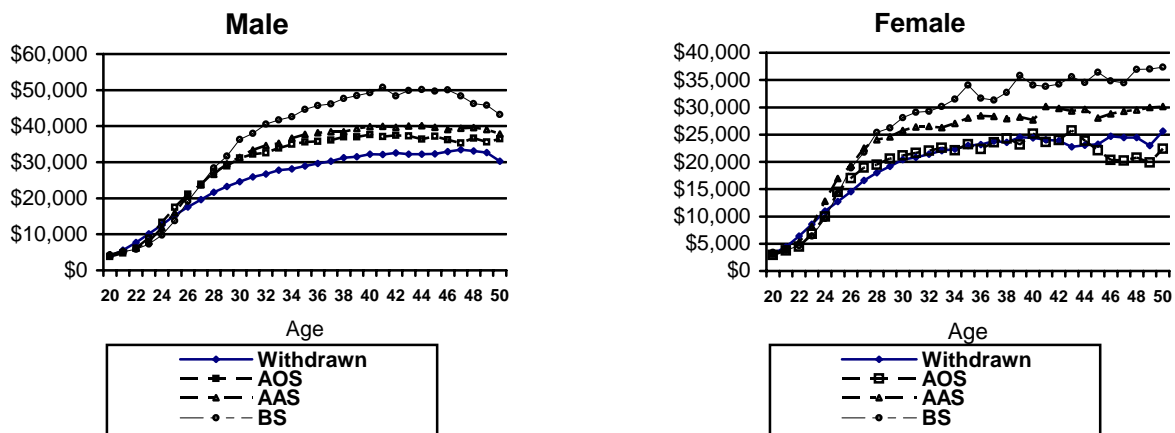 Male
$60,000
$50,000
$40,000
$30,000
$20,000
$10,000
$0
20 22 24 26 28 30 32 34 36 38 40 42 44 46 48 50
Age
Withdrawn
AOS
AAS
BS
Female
$40,000
$35,000
$30,000
$25,000
$20,000
$15,000
$10,000
$5,000
$0
20 22 24 26 28 30 32 34 36 38 40 42 44 46 48 50
Age
Withdrawn
AOS
AAS
BS